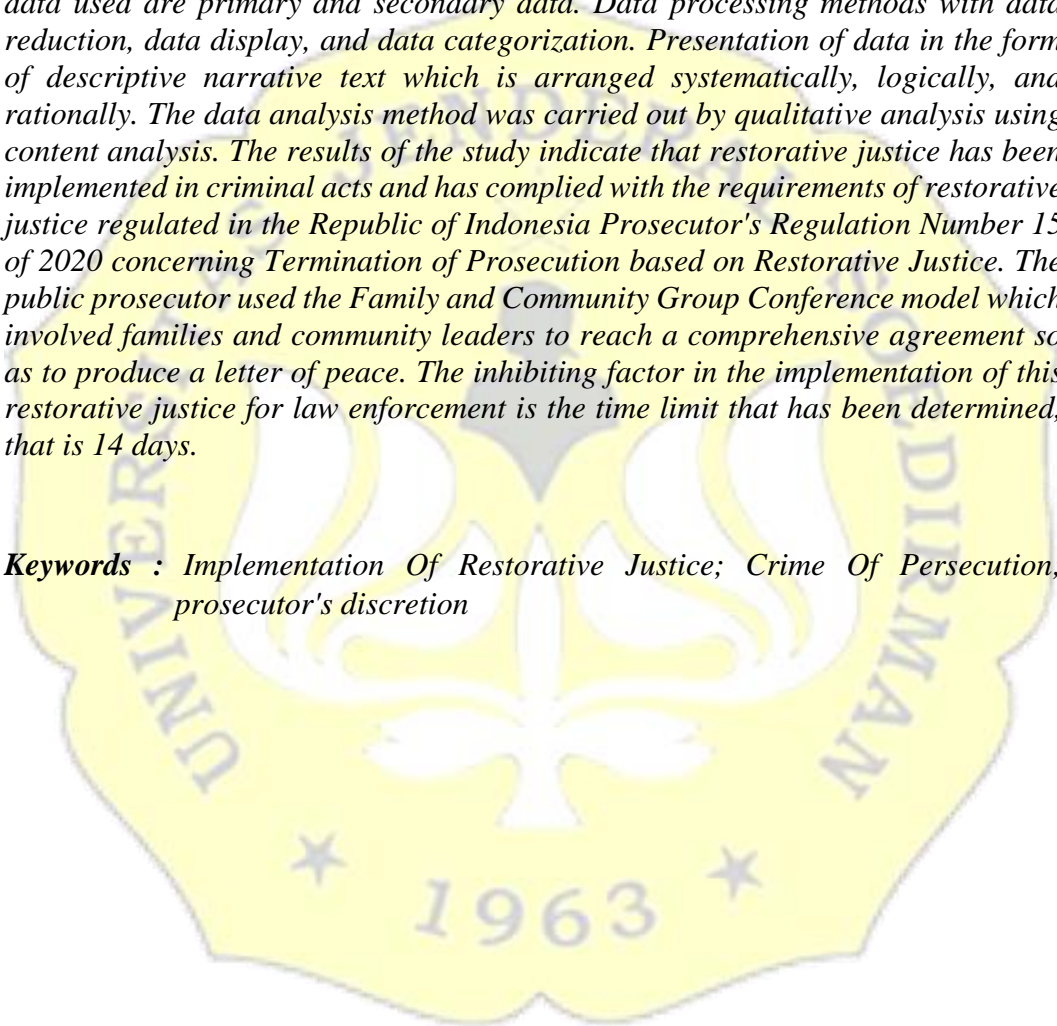 data used are primary and secondary data. Data processing methods with data
reduction, data display, and data categorization. Presentation of data in the form
of descriptive narrative text which is arranged systematically, logically, and
rationally. The data analysis method was carried out by qualitative analysis using
content analysis. The results of the study indicate that restorative justice has been
implemented in criminal acts and has complied with the requirements of restorative
justice regulated in the Republic of Indonesia Prosecutor's Regulation Number 15
of 2020 concerning Termination of Prosecution based on Restorative Justice. The
public prosecutor used the Family and Community Group Conference model which
involved families and community leaders to reach a comprehensive agreement so
as to produce a letter of peace. The inhibiting factor in the implementation of this
restorative justice for law enforcement is the time limit that has been determined,
that is 14 days.
Keywords : Implementation Of Restorative Justice; Crime Of Persecution,
prosecutor's discretion
UNIVERSITAS JENDERAL SOEDIRMAN
1963